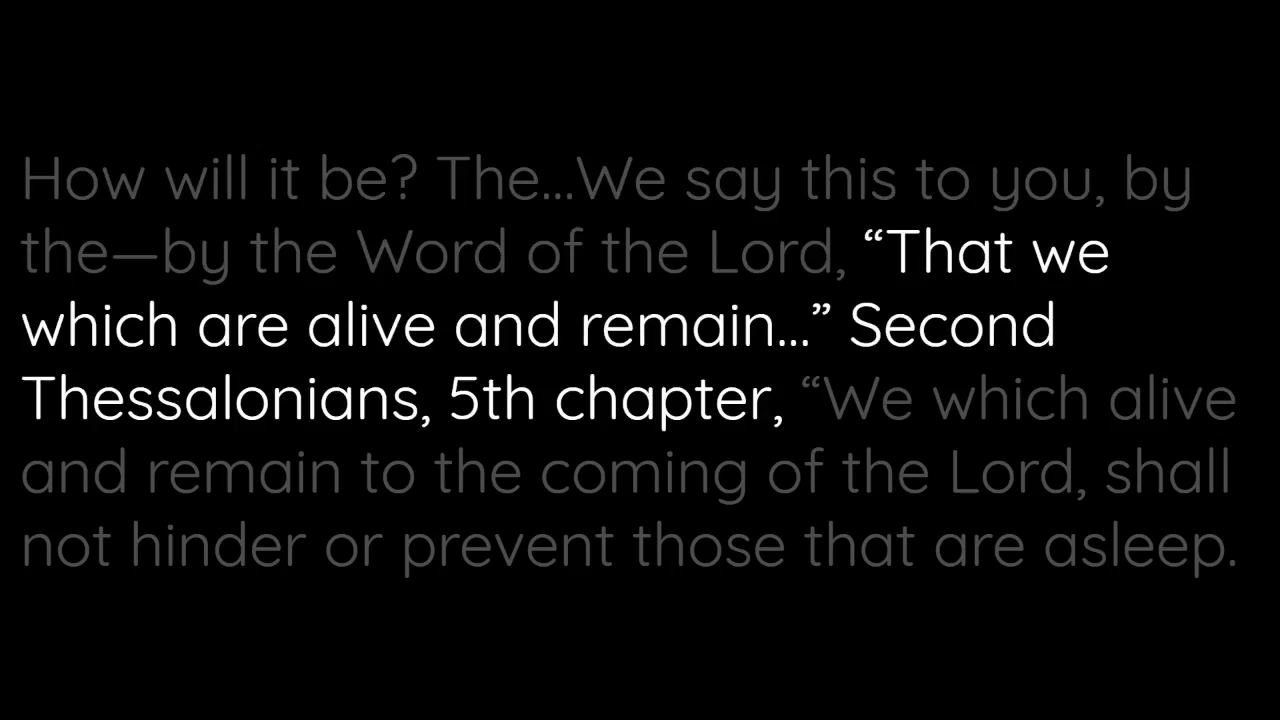 How will it be? The...We say this to you, by
the—by the Word of the Lord, “That we
which are alive and remain...” Second
Thessalonians, 5th chapter, “We which alive
and remain to the coming of the Lord, shall
not hinder or prevent those that are asleep.